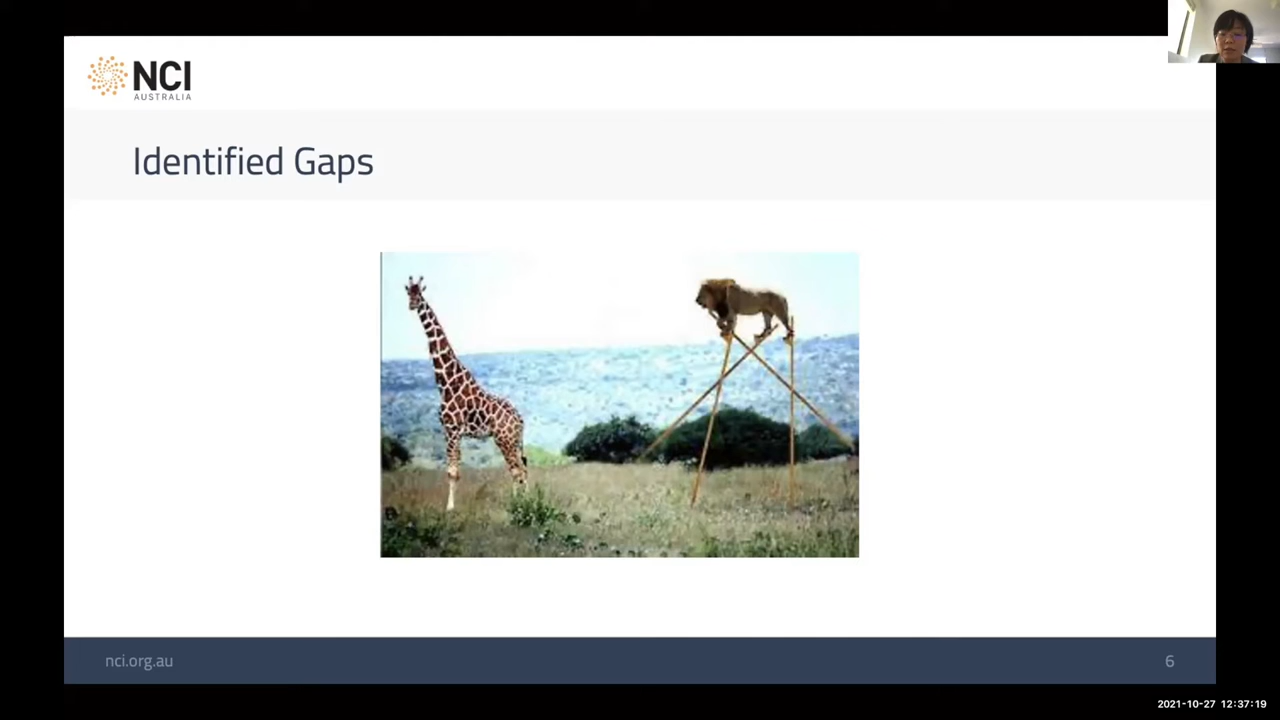 NCI
AUSTRALIA
Identified Gaps
nci.org.au
6
2021-10-27 12:37:19